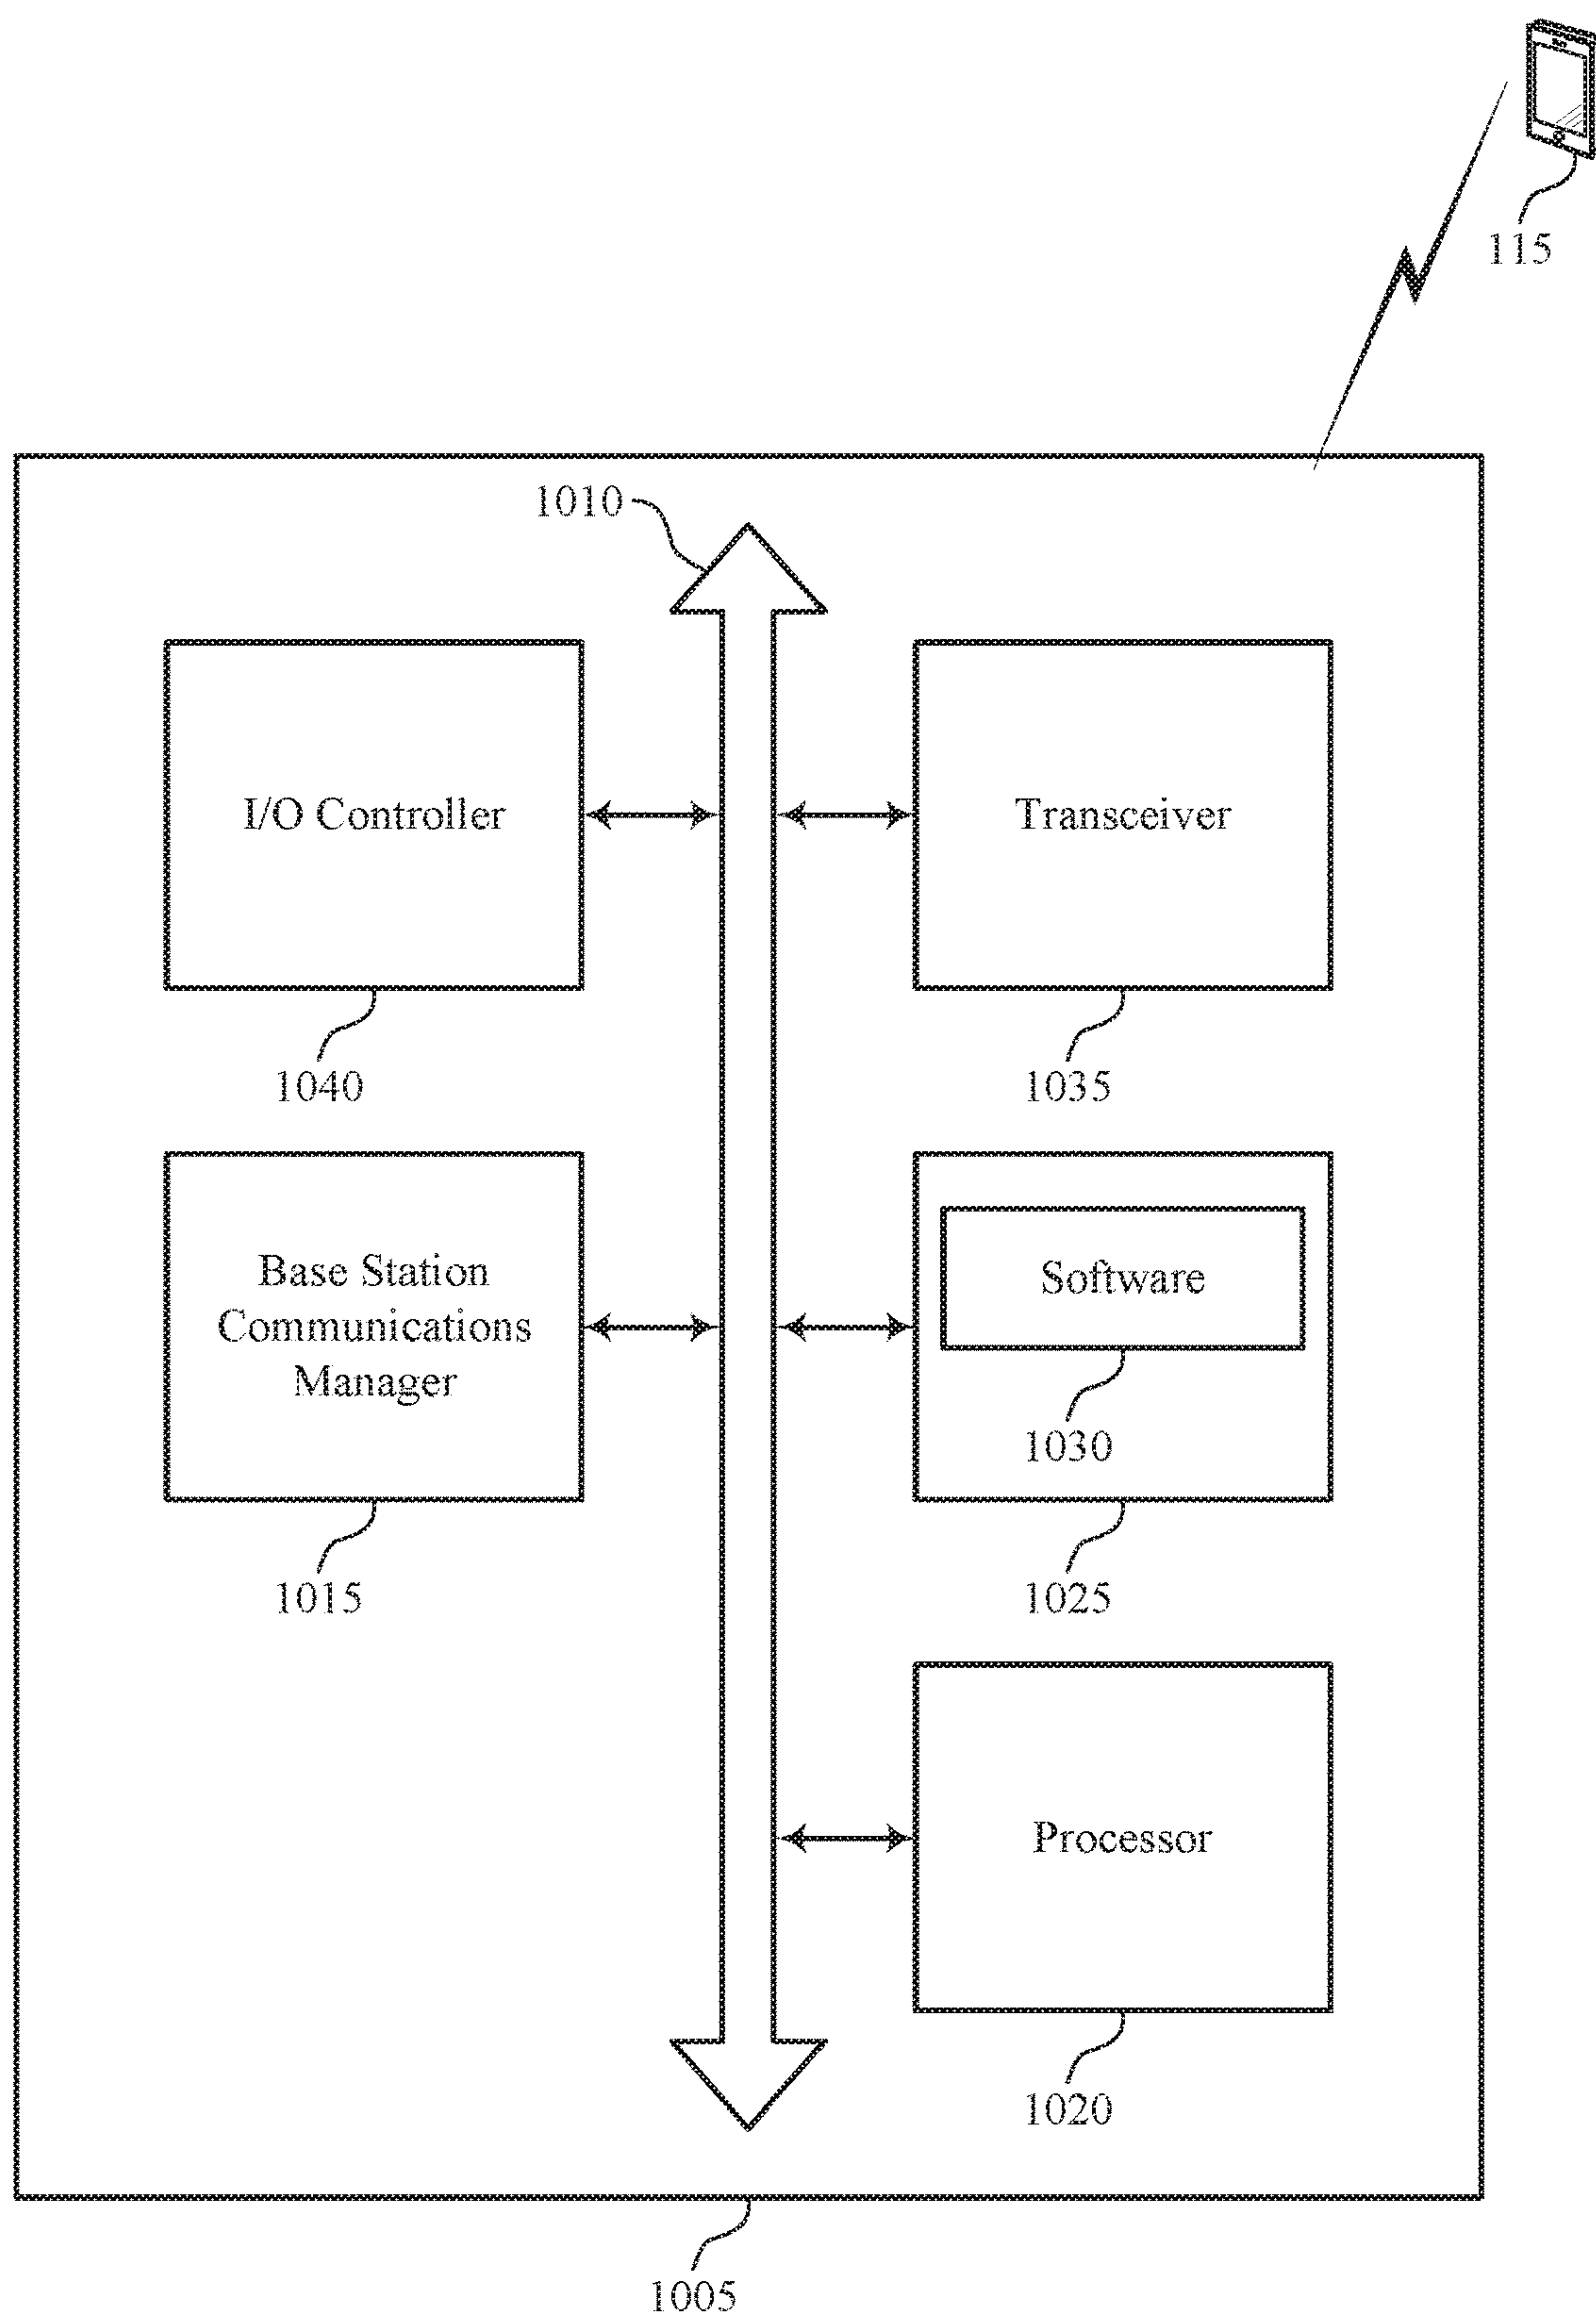 115
1010
I/O Controller
Transceiver
1040
1035
Base Station
Communications
Manager
Software
1030
1015
1025
Processor
1020
1005